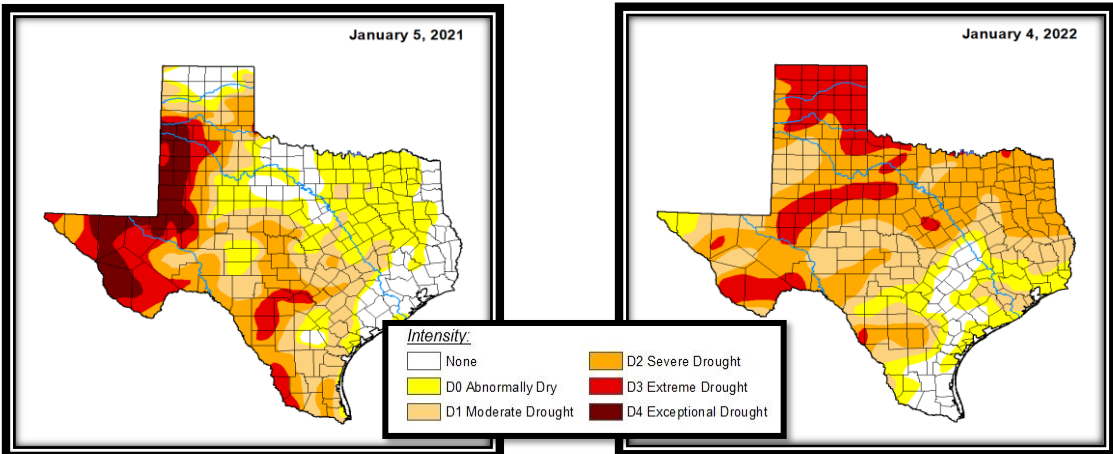 January 5, 2021
January 4, 2022
Intensity:
None
D0 Abnormally Dry
D1 Moderate Drought
D2 Severe Drought
D3 Extreme Drought
D4 Exceptional Drought